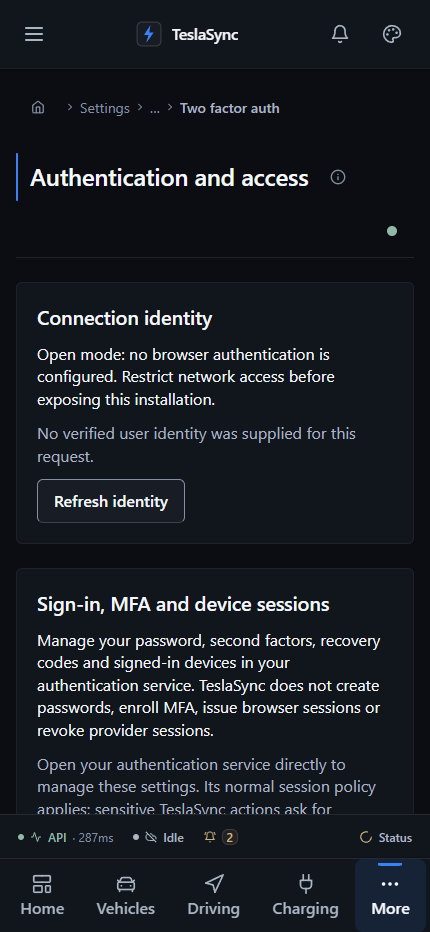 TeslaSync
Settings
...
Two factor auth
Authentication and access
Connection identity
Open mode: no browser authentication is
configured. Restrict network access before
exposing this installation.
No verified user identity was supplied for this
request.
Refresh identity
Sign-in, MFA and device sessions
Manage your password, second factors, recovery
codes and signed-in devices in your
authentication service. TeslaSync does not create
passwords, enroll MFA, issue browser sessions or
revoke provider sessions.
Open your authentication service directly to
manage these settings. Its normal session policy
applies; sensitive TeslaSync actions ask for
API · 287ms
Idle
2
Status
Home
Vehicles
Driving
Charging
More